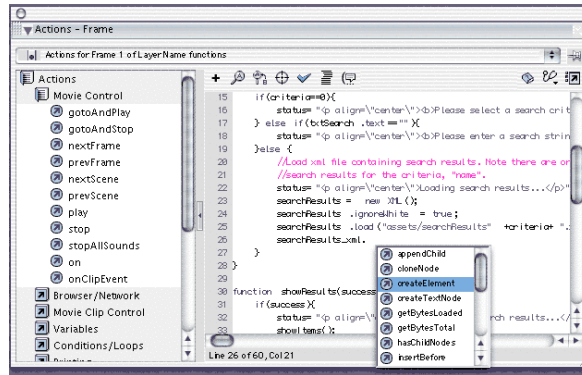 Actions - Frame
Actions for Frame 1 of LayerName functions
Actions
Movie Control
gotoAndPlay
gotoAndStop
nextFrame
prevFrame
nextScene
prevScene
play
stop
stopAllSounds
on
onClipEvent
Browser/Network
Movie Clip Control
Variables
Conditions/Loops
Printing
15 if(criteria==0){
16 status= "<p align=\"center\"><b>Please select a search crit
17 } else if(txtSearch .text ==""){
18 status= "<p align=\"center\"><b>Please enter a search strin
19 }else {
20 //Load xml file containing search results. Note there are or
21 //search results for the criteria, "name".
22 status= "<p align=\"center\">Loading search results...</p>"
23 searchResults = new XML();
24 searchResults .ignoreWhite = true;
25 searchResults .load("assets/searchResults" +criteria+ ".
26 searchResults_xml.
27 }
28 }
29
30 function showResults(success
31 if(success){
32 status= "<p align=\ rch results...</
33 showItems();
appendChild
cloneNode
createElement
createTextNode
getBytesLoaded
getBytesTotal
hasChildNodes
insertBefore
Line 26 of 60, Col 21